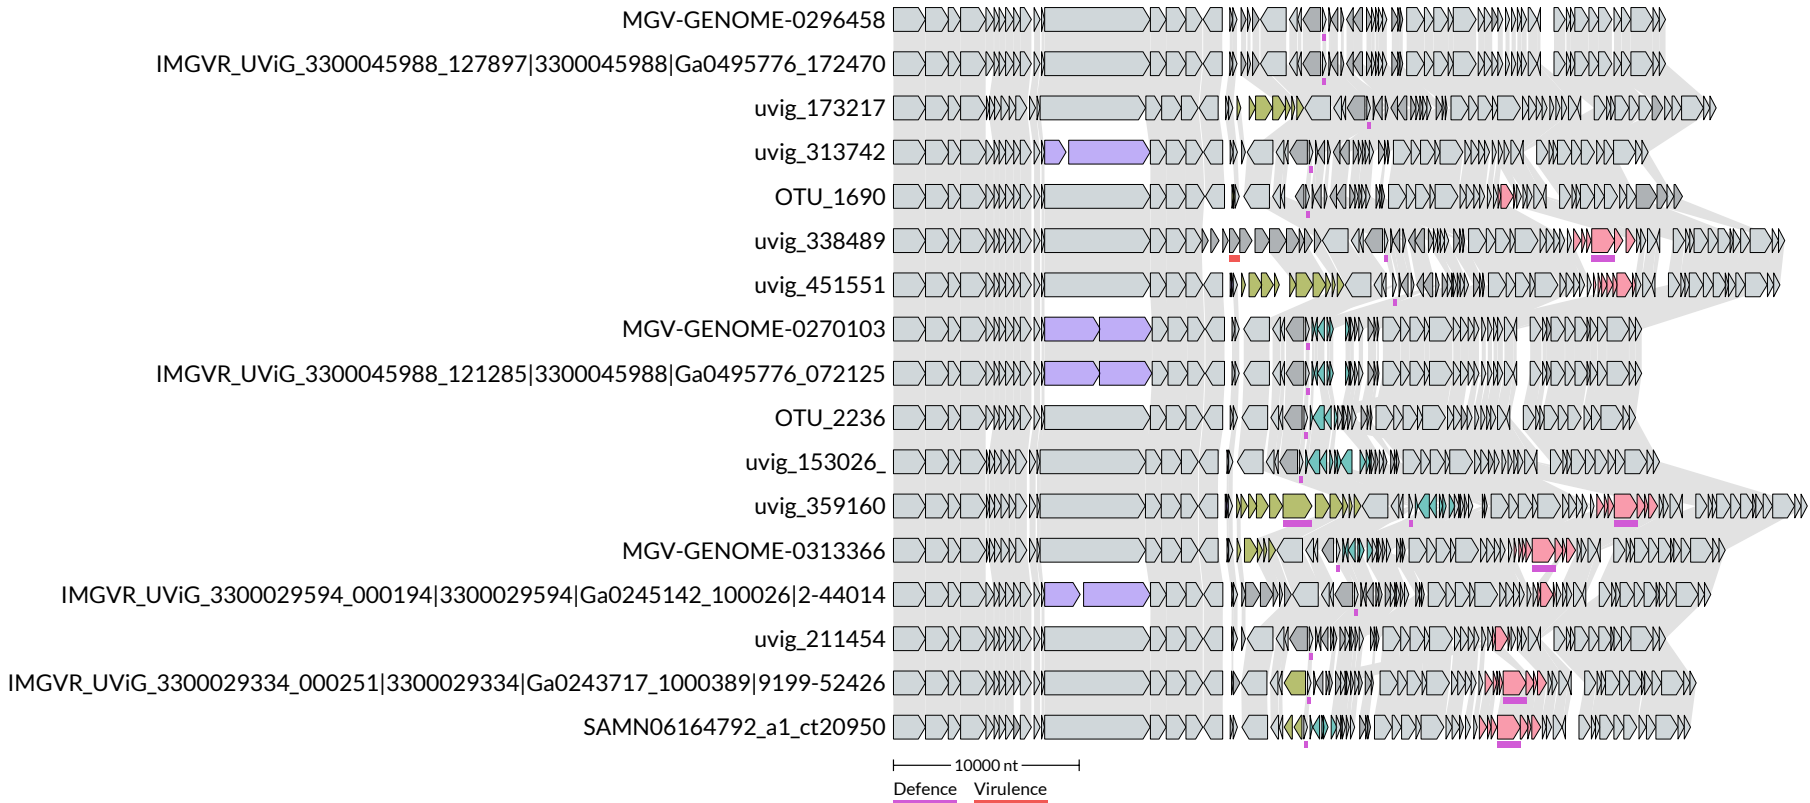 MGV-GENOME-0296458
IMGVR_UViG_3300045988_127897|3300045988|Ga0495776_172470
uvig_173217
uvig_313742
OTU_1690
uvig_338489
uvig_451551
MGV-GENOME-0270103
IMGVR_UViG_3300045988_121285|3300045988|Ga0495776_072125
OTU_2236
uvig_153026_
uvig_359160
MGV-GENOME-0313366
IMGVR_UViG_3300029594_000194|3300029594|Ga0245142_100026|2-44014
uvig_211454
IMGVR_UViG_3300029334_000251|3300029334|Ga0243717_1000389|9199-52426
SAMN06164792_a1_ct20950
10000 nt
Defence Virulence